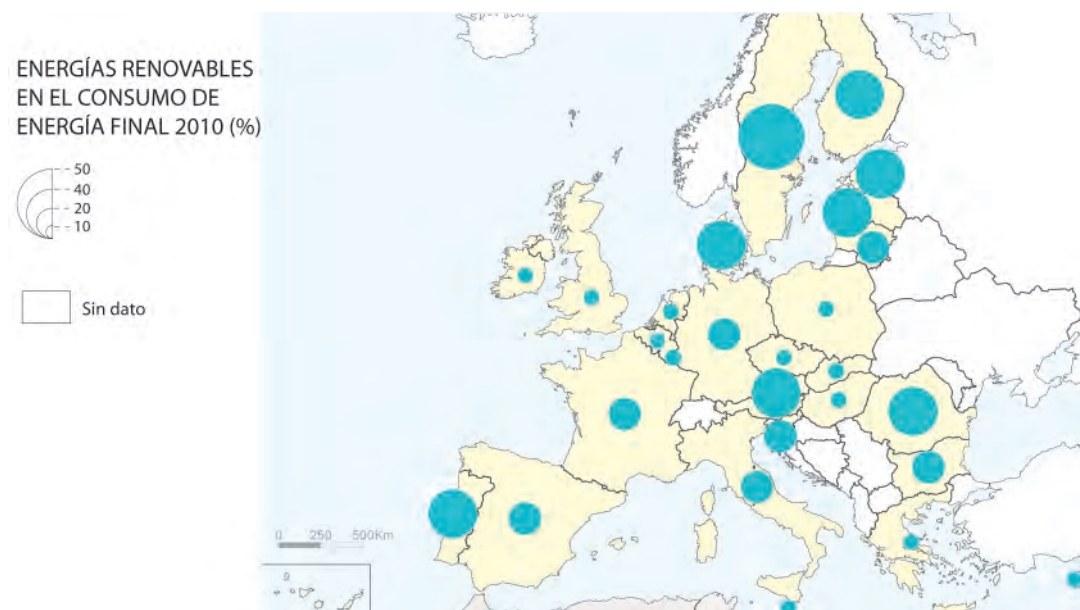 ENERGÍAS RENOVABLES
EN EL CONSUMO DE
ENERGÍA FINAL 2010 (%)
50
40
20
10
Sin dato
0 250 500Km